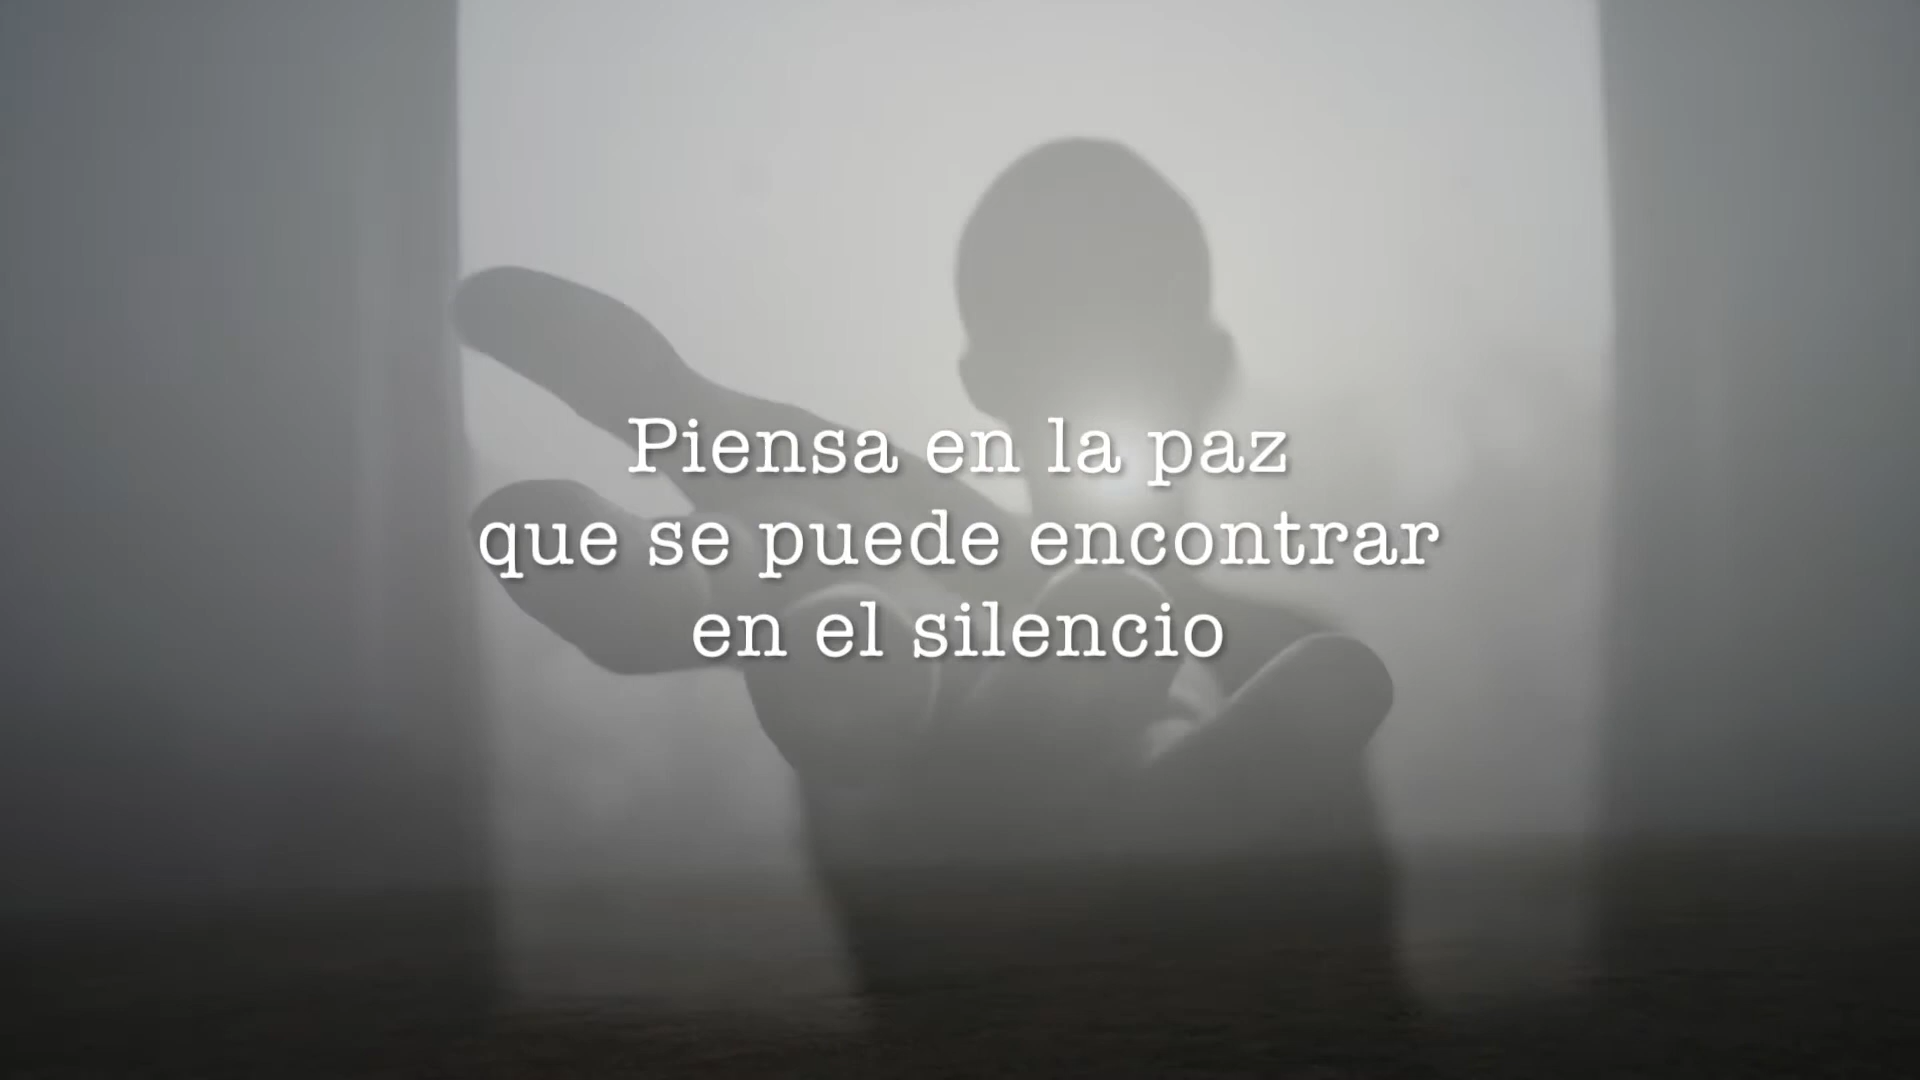 Piensa en la paz
que se puede encontrar
en el silencio